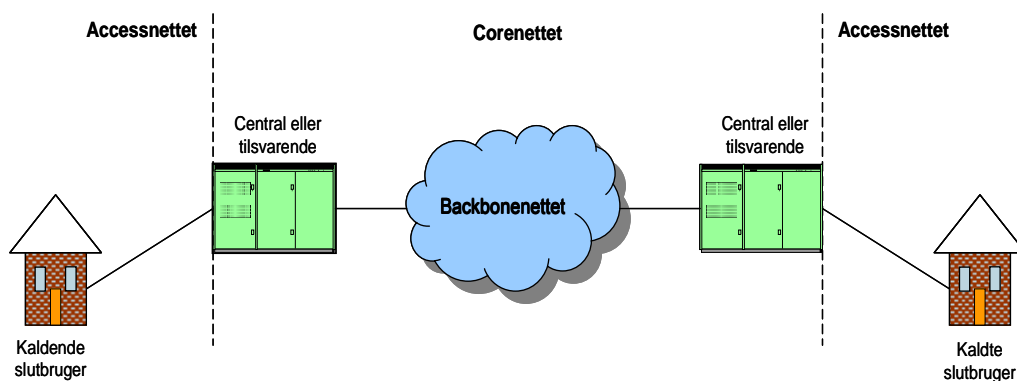 Accessnettet
Corenettet
Accessnettet
Central eller
tilsvarende
Central eller
tilsvarende
Backbonenettet
Kaldende
slutbruger
Kaldte
slutbruger